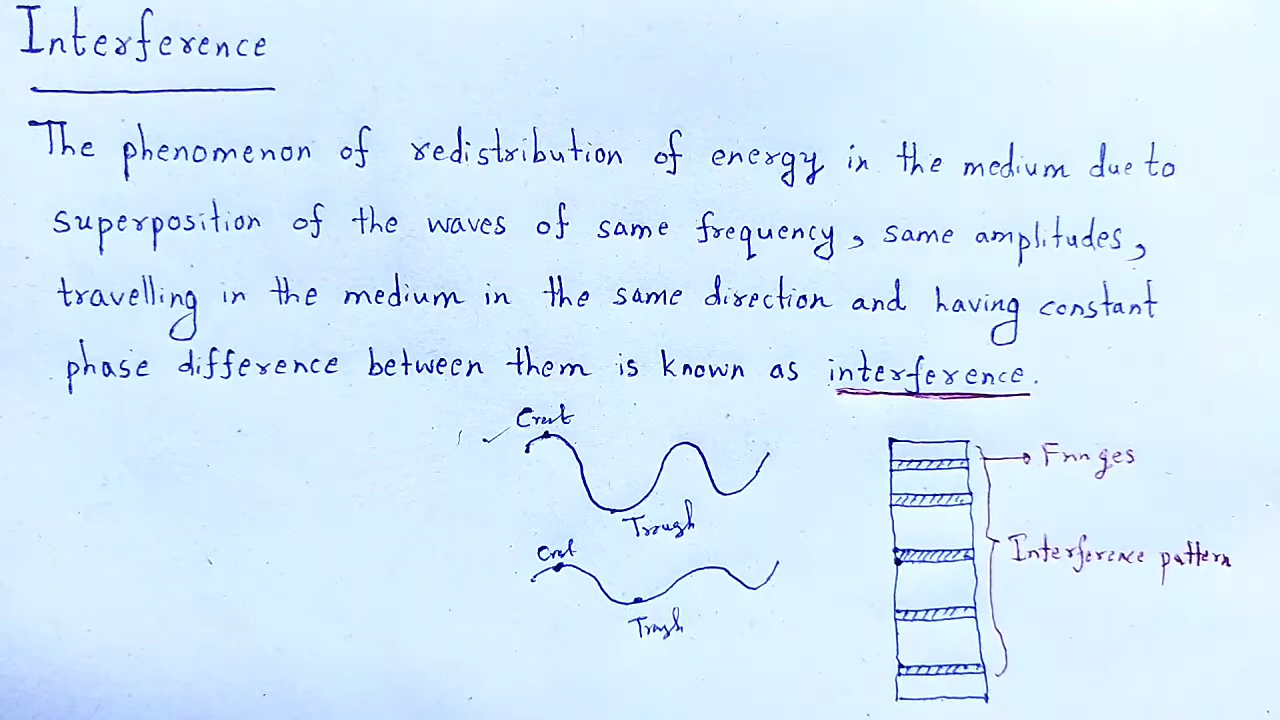 Interference
The phenomenon of redistribution of energy in the medium due to
superposition of the waves of same frequency, same amplitudes,
travelling in the medium in the same direction and having constant
phase difference between them is known as interference.
Crest
Trough
Crest
Trough
Fringes
Interference pattern